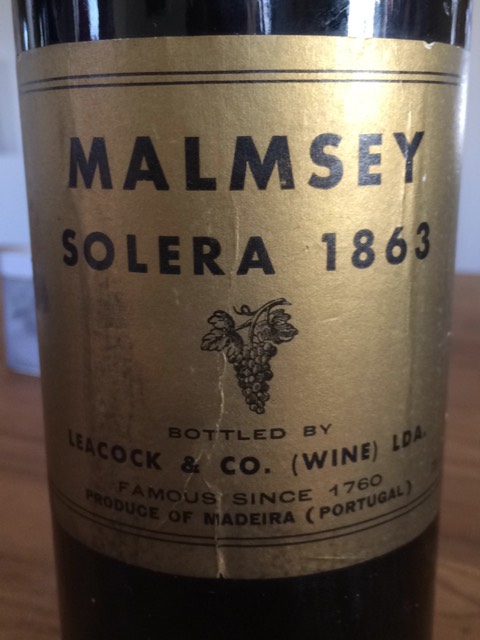 MALMSEY
SOLERA 1863
BOTTLED BY
LEACOCK & CO. (WINE) LDA.
FAMOUS SINCE 1760
PRODUCE OF MADEIRA (PORTUGAL)